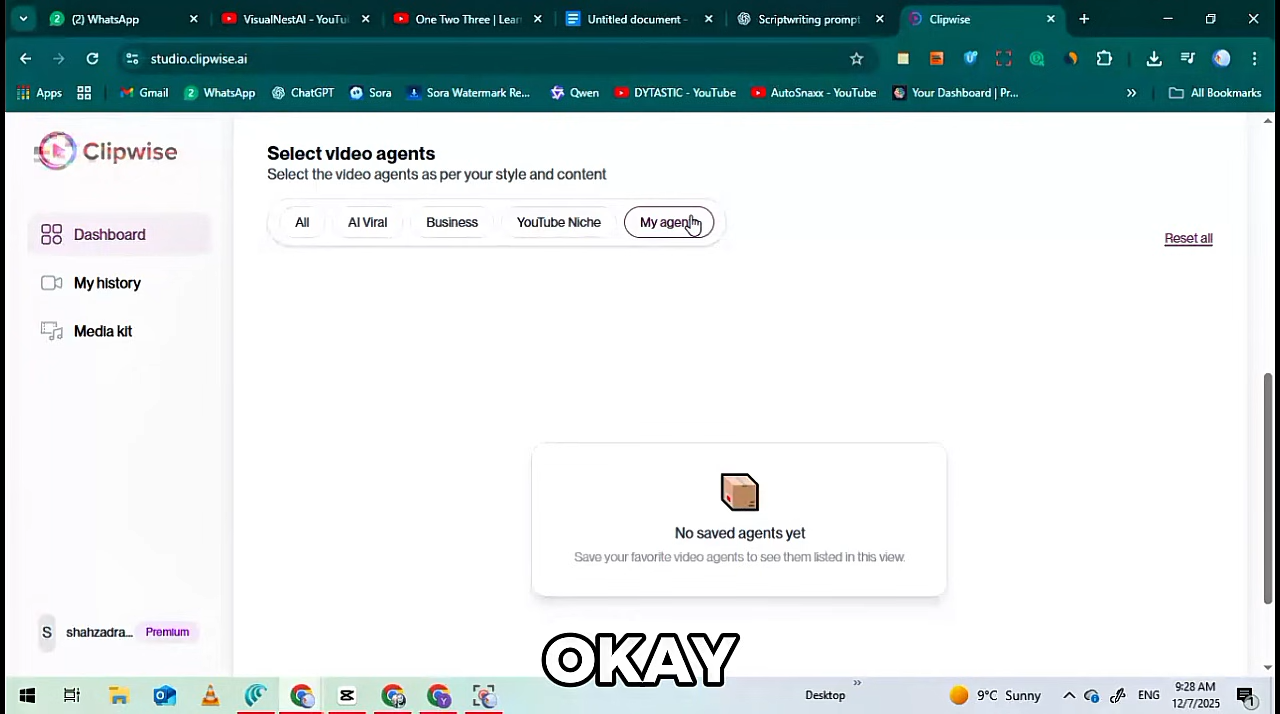 (2) WhatsApp
VisualNestAI - YouTu
One Two Three | Lear
Untitled document -
Scriptwriting prompt
Clipwise
studio.clipwise.ai
Apps
Gmail
WhatsApp
ChatGPT
Sora
Sora Watermark Re...
Qwen
DYTASTIC - YouTube
AutoSnaxx - YouTube
Your Dashboard | Pr...
All Bookmarks
Clipwise
Dashboard
My history
Media kit
S
shahzadra...
Premium
Select video agents
Select the video agents as per your style and content
All
AI Viral
Business
YouTube Niche
My agen
Reset all
No saved agents yet
Save your favorite video agents to see them listed in this view.
OKAY
Desktop
9°C Sunny
ENG
9:28 AM
12/7/2025